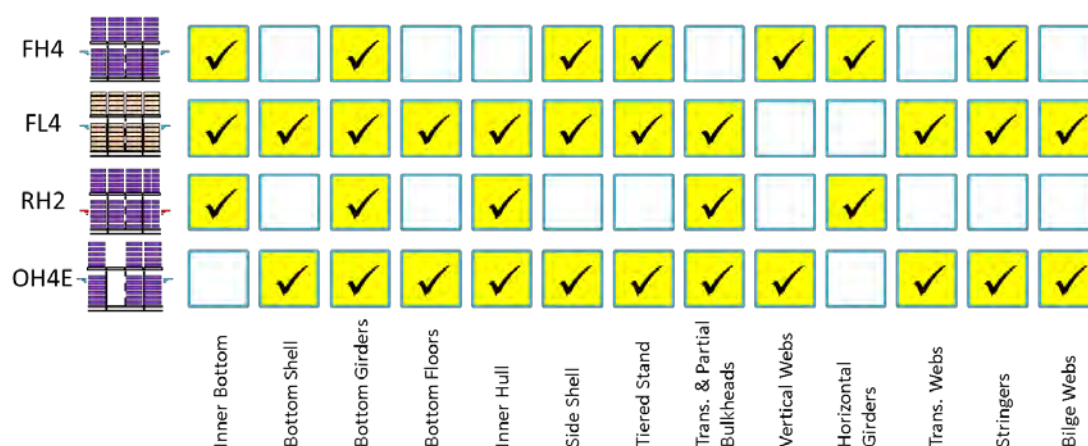 FH4
FL4
RH2
OH4E
Inner Bottom
Bottom Shell
Bottom Girders
Bottom Floors
Inner Hull
Side Shell
Tiered Stand
Trans. & Partial
Bulkheads
Vertical Webs
Horizontal
Girders
Trans. Webs
Stringers
Bilge Webs